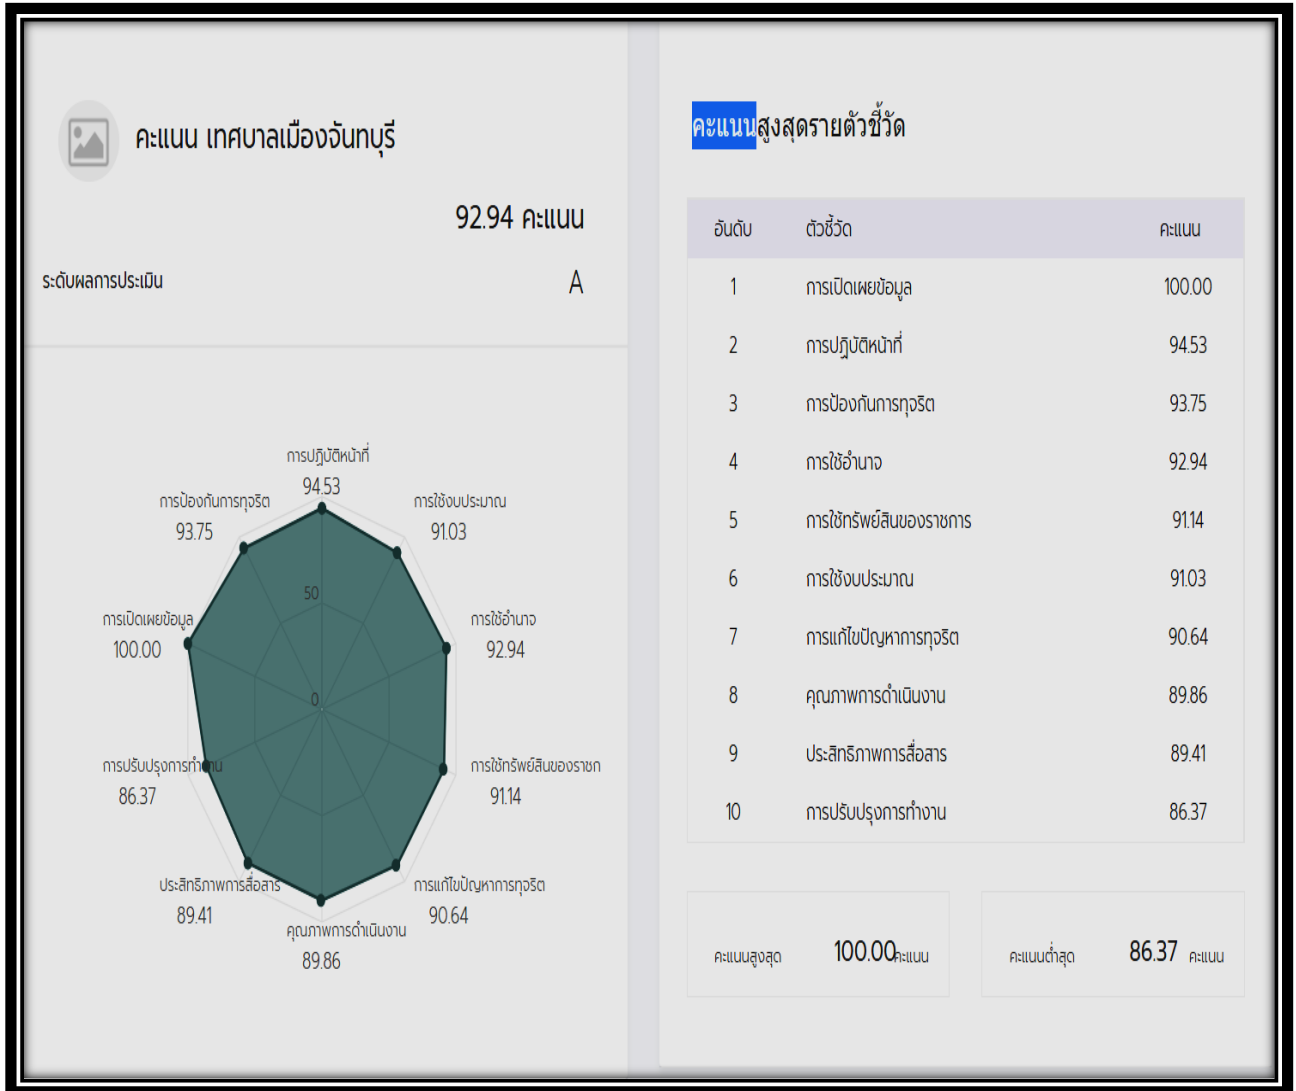 คะแนน เทศบาลเมืองจันทบุรี
92.94 คะแนน
ระดับผลการประเมิน A
การปฏิบัติหน้าที่
94.53
การป้องกันการทุจริต
93.75
การใช้งบประมาณ
91.03
50
การเปิดเผยข้อมูล
100.00
การใช้อำนาจ
92.94
0
การปรับปรุงการทำงาน
86.37
การใช้ทรัพย์สินของราชก
91.14
ประสิทธิภาพการสื่อสาร
89.41
การแก้ไขปัญหาการทุจริต
90.64
คุณภาพการดำเนินงาน
89.86
คะแนนสูงสุดรายตัวชี้วัด
อันดับ ตัวชี้วัด คะแนน
1 การเปิดเผยข้อมูล 100.00
2 การปฏิบัติหน้าที่ 94.53
3 การป้องกันการทุจริต 93.75
4 การใช้อำนาจ 92.94
5 การใช้ทรัพย์สินของราชการ 91.14
6 การใช้งบประมาณ 91.03
7 การแก้ไขปัญหาการทุจริต 90.64
8 คุณภาพการดำเนินงาน 89.86
9 ประสิทธิภาพการสื่อสาร 89.41
10 การปรับปรุงการทำงาน 86.37
คะแนนสูงสุด 100.00 คะแนน
คะแนนต่ำสุด 86.37 คะแนน